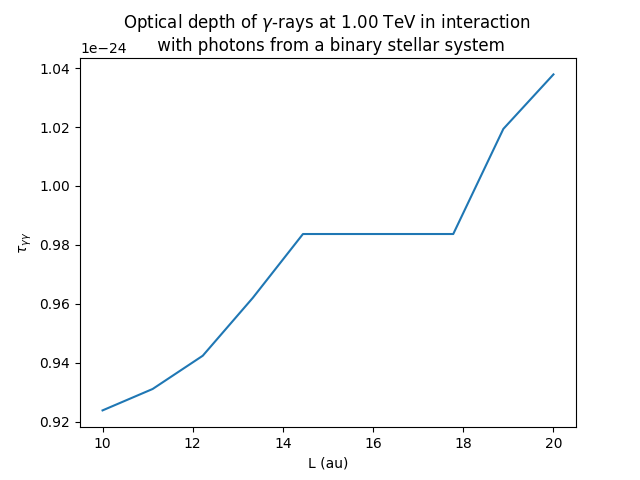 Optical depth of γ-rays at 1.00 TeV in interaction
with photons from a binary stellar system
1e−24
1.04
1.02
1.00
0.98
0.96
0.94
0.92
τγγ
10 12 14 16 18 20
L (au)